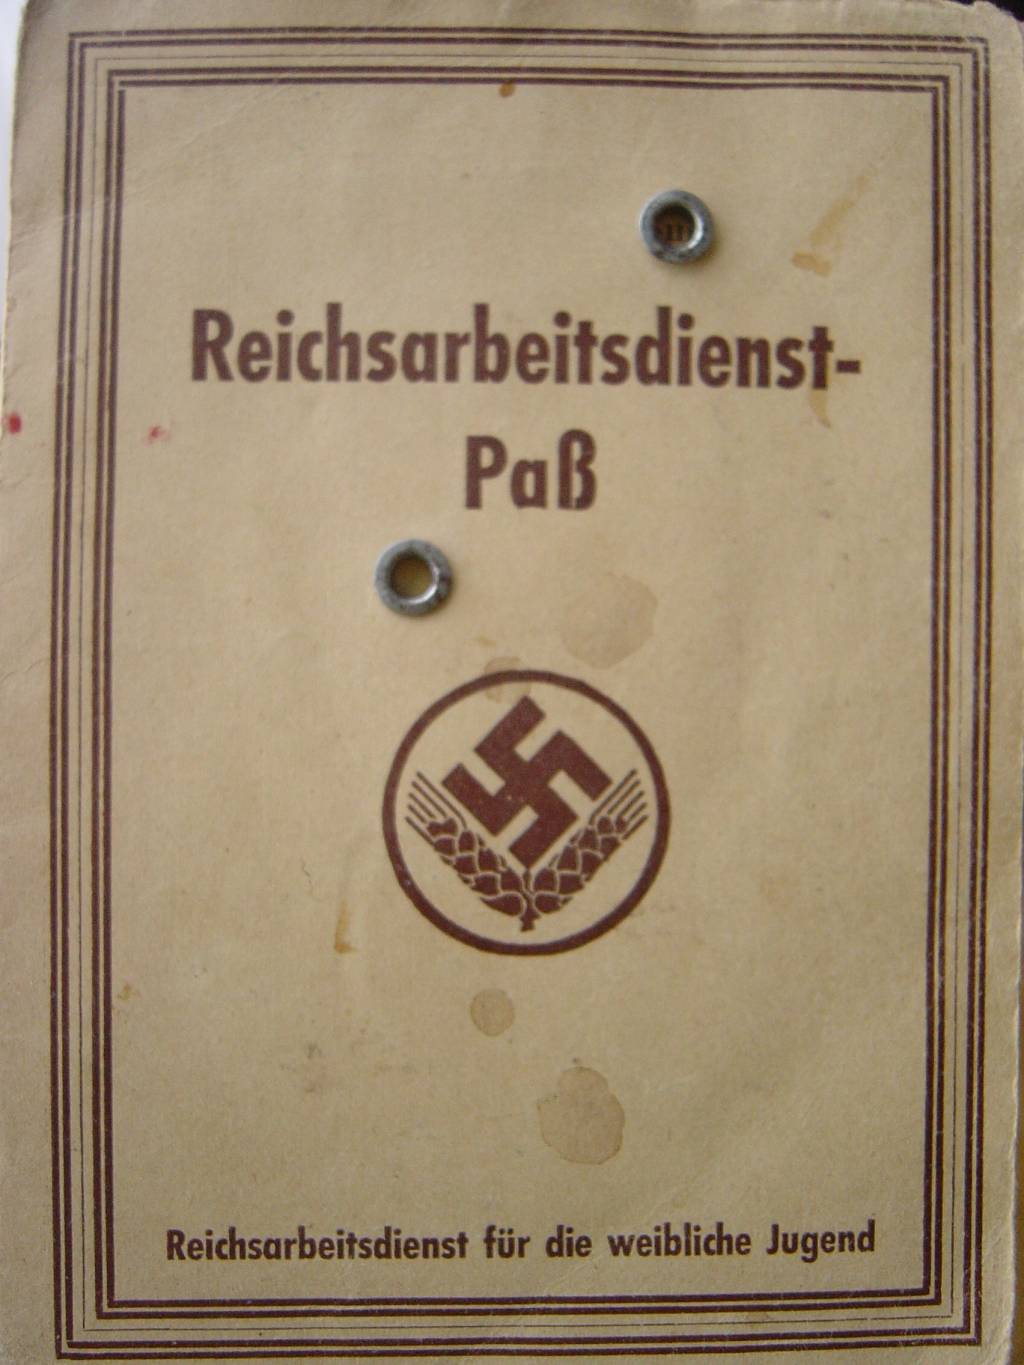 Reichsarbeitsdienst-
Paß
Reichsarbeitsdienst für die weibliche Jugend